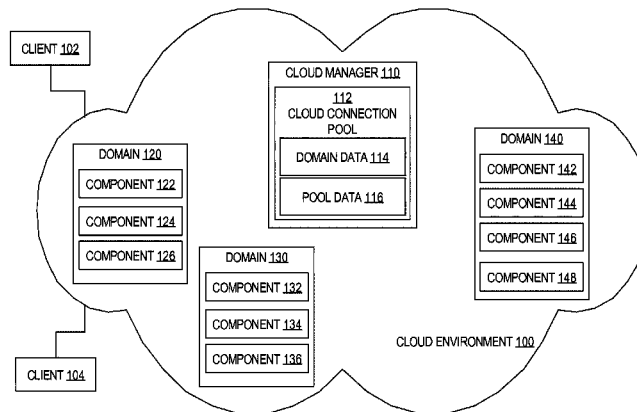 CLIENT 102
CLOUD MANAGER 110
112
CLOUD CONNECTION
POOL
DOMAIN DATA 114
POOL DATA 116
DOMAIN 120
COMPONENT 122
COMPONENT 124
COMPONENT 126
DOMAIN 130
COMPONENT 132
COMPONENT 134
COMPONENT 136
DOMAIN 140
COMPONENT 142
COMPONENT 144
COMPONENT 146
COMPONENT 148
CLOUD ENVIRONMENT 100
CLIENT 104